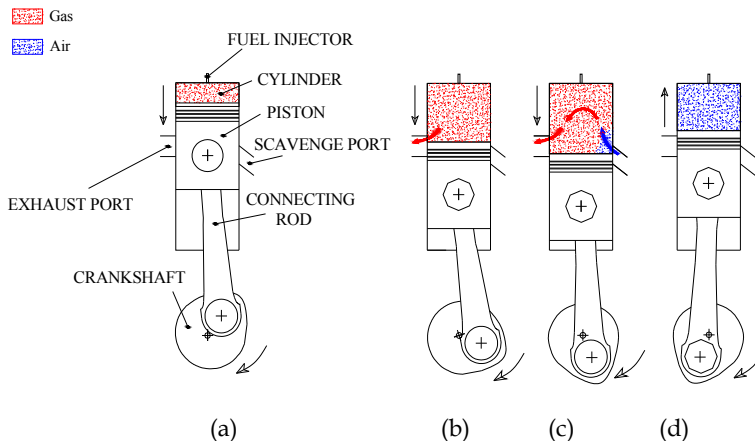 Gas
Air
FUEL INJECTOR
CYLINDER
PISTON
SCAVENGE PORT
EXHAUST PORT
CONNECTING
ROD
CRANKSHAFT
(a)
(b)
(c)
(d)